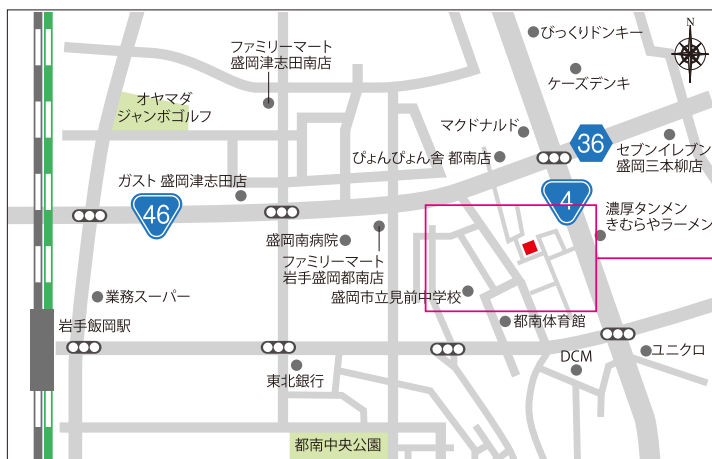 N
びっくりドンキー
ファミリーマート
盛岡津志田南店
ケーズデンキ
オヤマダ
ジャンボゴルフ
マクドナルド
36
セブンイレブン
盛岡三本柳店
ぴょんぴょん舎 都南店
ガスト 盛岡津志田店
4
46
濃厚タンメン
きむらやラーメン
盛岡南病院
ファミリーマート
岩手盛岡都南店
業務スーパー
盛岡市立見前中学校
岩手飯岡駅
都南体育館
東北銀行
DCM
ユニクロ
都南中央公園